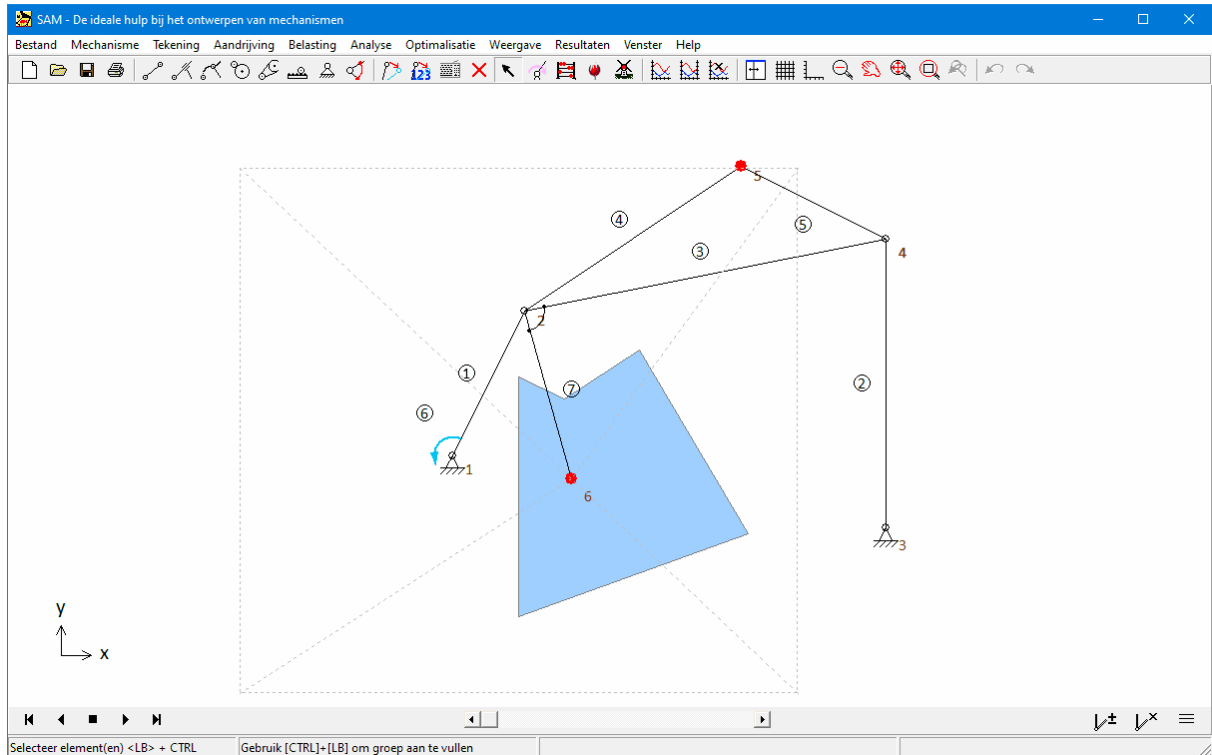 SAM - De ideale hulp bij het ontwerpen van mechanismen
Bestand Mechanisme Tekening Aandrijving Belasting Analyse Optimalisatie Weergave Resultaten Venster Help
123
5
4
5
3
4
2
1
7
2
6
1
6
3
y
x
Selecteer element(en) <LB> + CTRL Gebruik [CTRL]+[LB] om groep aan te vullen